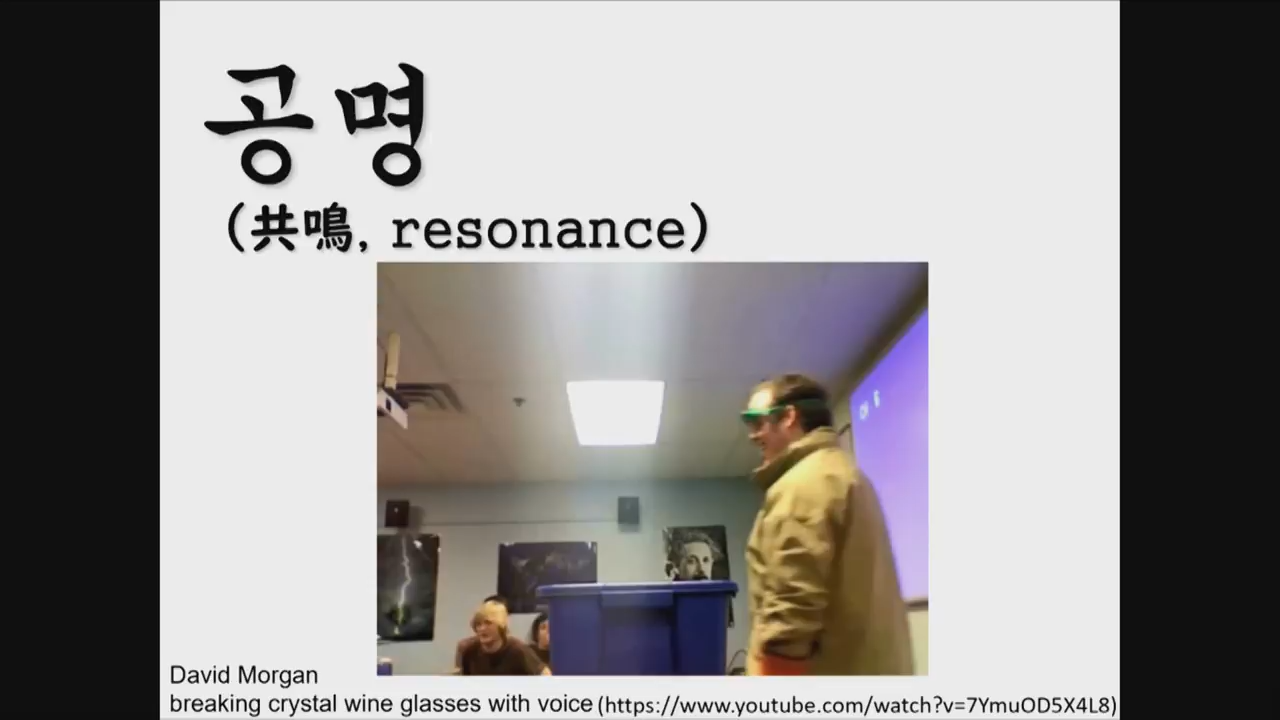 공명
(共鳴, resonance)
David Morgan
breaking crystal wine glasses with voice (https://www.youtube.com/watch?v=7YmuOD5X4L8)